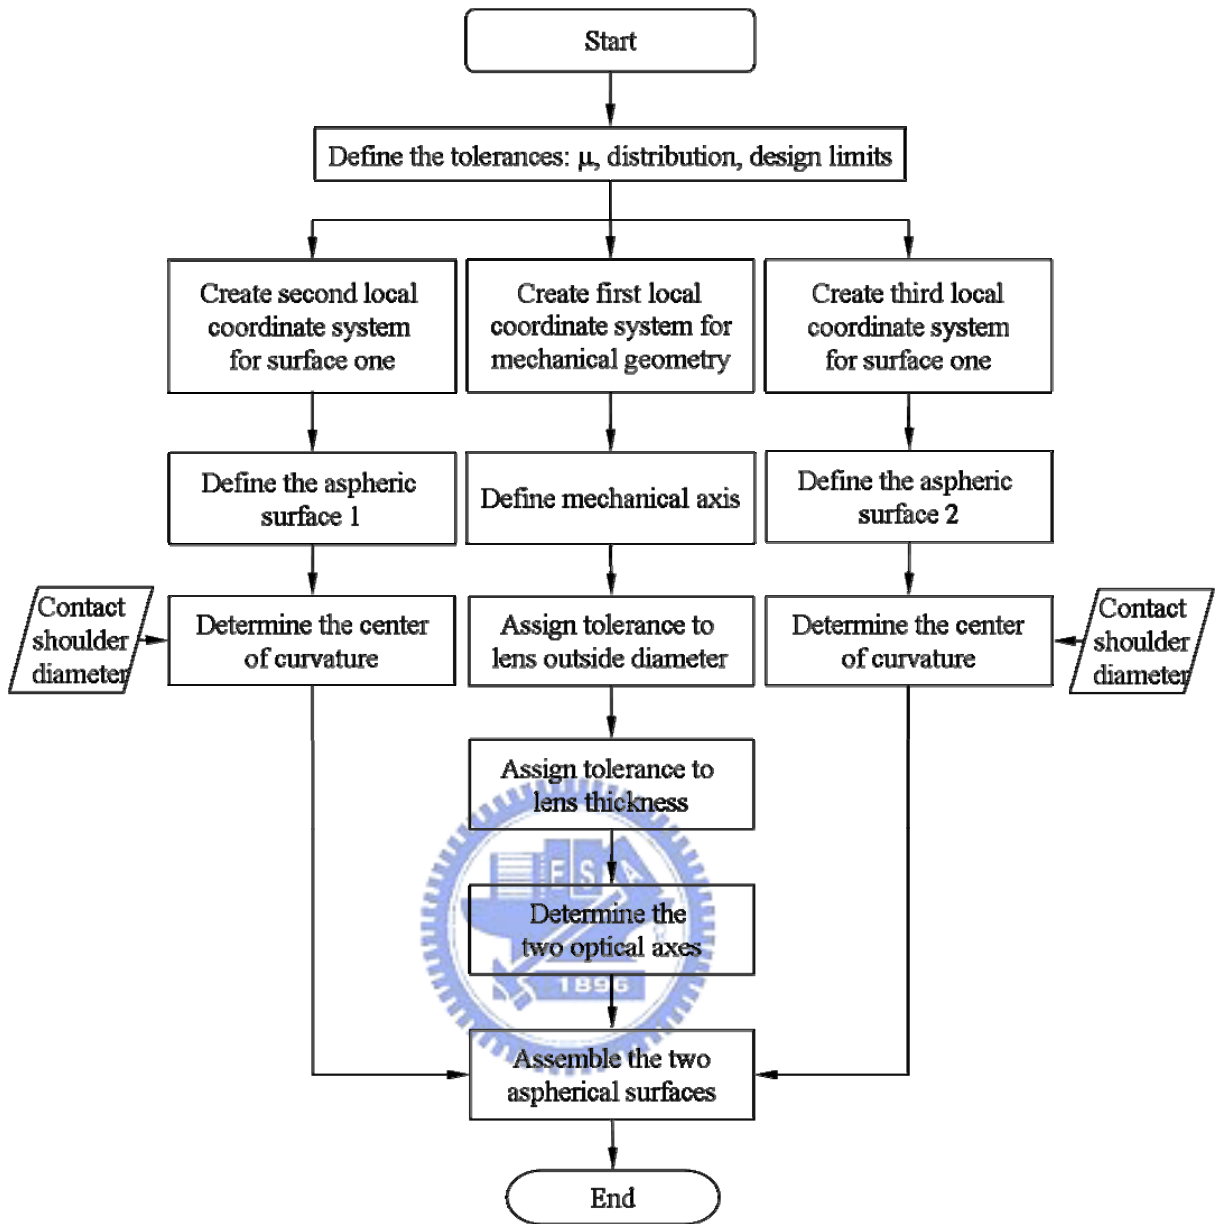 Start
Define the tolerances: μ, distribution, design limits
Create second local
coordinate system
for surface one
Create first local
coordinate system for
mechanical geometry
Create third local
coordinate system
for surface one
Define the aspheric
surface 1
Define mechanical axis
Define the aspheric
surface 2
Contact
shoulder
diameter
Determine the center
of curvature
Assign tolerance to
lens outside diameter
Determine the center
of curvature
Contact
shoulder
diameter
Assign tolerance to
lens thickness
E S A
Determine the
two optical axes
1896
Assemble the two
aspherical surfaces
End